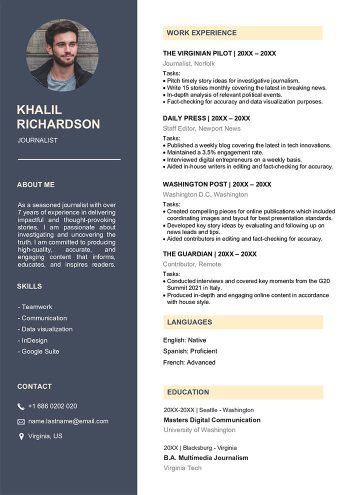 KHALIL
RICHARDSON
JOURNALIST
ABOUT ME
As a seasoned journalist with over
7 years of experience in delivering
impactful and thought-provoking
stories, I am passionate about
investigating and uncovering the
truth. I am committed to producing
high-quality, accurate, and
engaging content that informs,
educates, and inspires readers.
SKILLS
- Teamwork
- Communication
- Data visualization
- InDesign
- Google Suite
CONTACT
+1 686 0202 020
name.lastname@email.com
Virginia, US
WORK EXPERIENCE
THE VIRGINIAN PILOT | 20XX – 20XX
Journalist, Norfolk
Tasks:
• Pitch timely story ideas for investigative journalism.
• Write 15 stories monthly covering the latest in breaking news.
• In-depth analysis of relevant political events.
• Fact-checking for accuracy and data visualization purposes.
DAILY PRESS | 20XX – 20XX
Staff Editor, Newport News
Tasks:
• Published a weekly blog covering the latest in tech innovations.
• Maintained a 3.5% engagement rate.
• Interviewed digital entrepreneurs on a weekly basis.
• Aided in-house writers in editing and fact-checking for accuracy.
WASHINGTON POST | 20XX – 20XX
Washington D.C, Washington
Tasks:
• Created compelling pieces for online publications which included
coordinating images and layout for best presentation standards.
• Developed key story ideas by evaluating and following up on
news leads and tips.
• Aided contributors in editing and fact-checking for accuracy.
THE GUARDIAN | 20XX – 20XX
Contributor, Remote
Tasks:
• Conducted interviews and covered key moments from the G20
Summit 2021 in Italy.
• Produced in-depth and engaging online content in accordance
with house style.
LANGUAGES
English: Native
Spanish: Proficient
French: Advanced
EDUCATION
20XX-20XX | Seattle - Washington
Masters Digital Communication
University of Washington
20XX | Blacksburg - Virginia
B.A. Multimedia Journalism
Virginia Tech